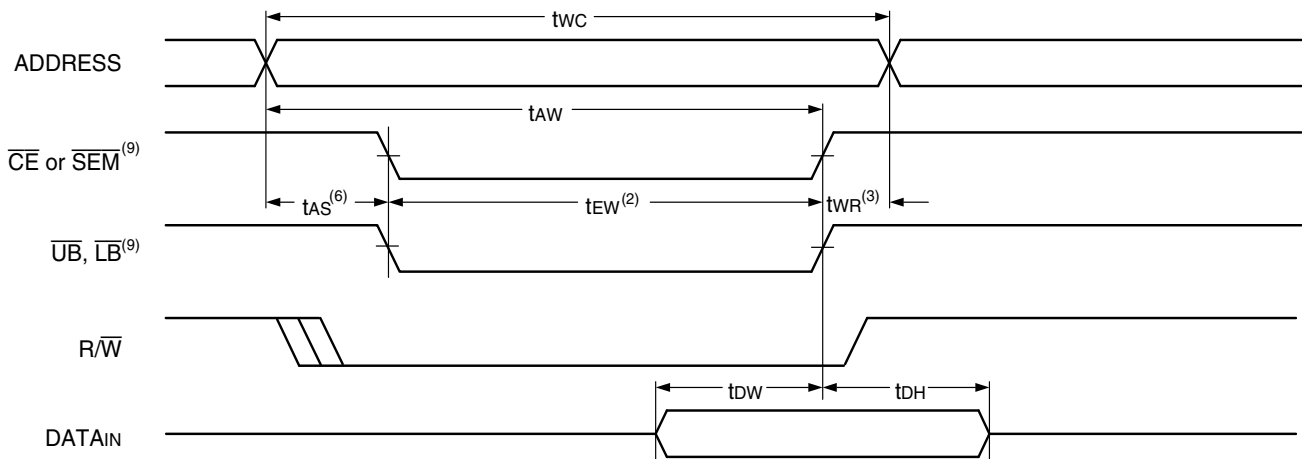 tWC
ADDRESS
tAW
CE or SEM(9)
tAS(6) tEW(2) tWR(3)
UB, LB(9)
R/W
tDW tDH
DATAIN